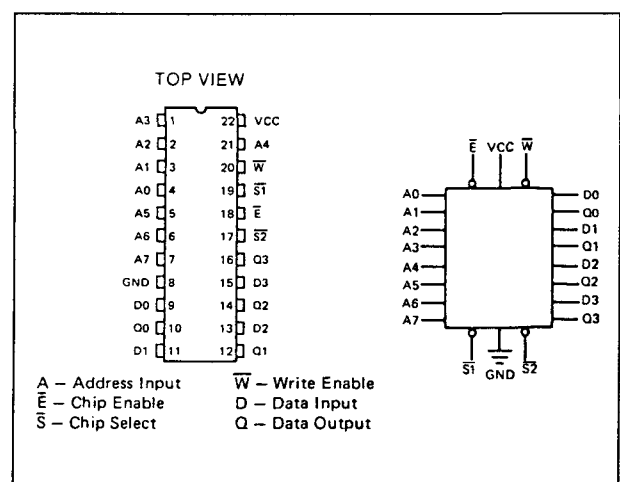 TOP VIEW
A3 1 22 VCC
A2 2 21 A4
A1 3 20 W̅
A0 4 19 S̅1̅
A5 5 18 E̅
A6 6 17 S̅2̅
A7 7 16 Q3
GND 8 15 D3
D0 9 14 Q2
Q0 10 13 D2
D1 11 12 Q1
E̅ VCC W̅
A0 D0
A1 Q0
A2 D1
A3 Q1
A4 D2
A5 Q2
A6 D3
A7 Q3
S̅1̅ GND S̅2̅
A – Address Input
E̅ – Chip Enable
S̅ – Chip Select
W̅ – Write Enable
D – Data Input
Q – Data Output